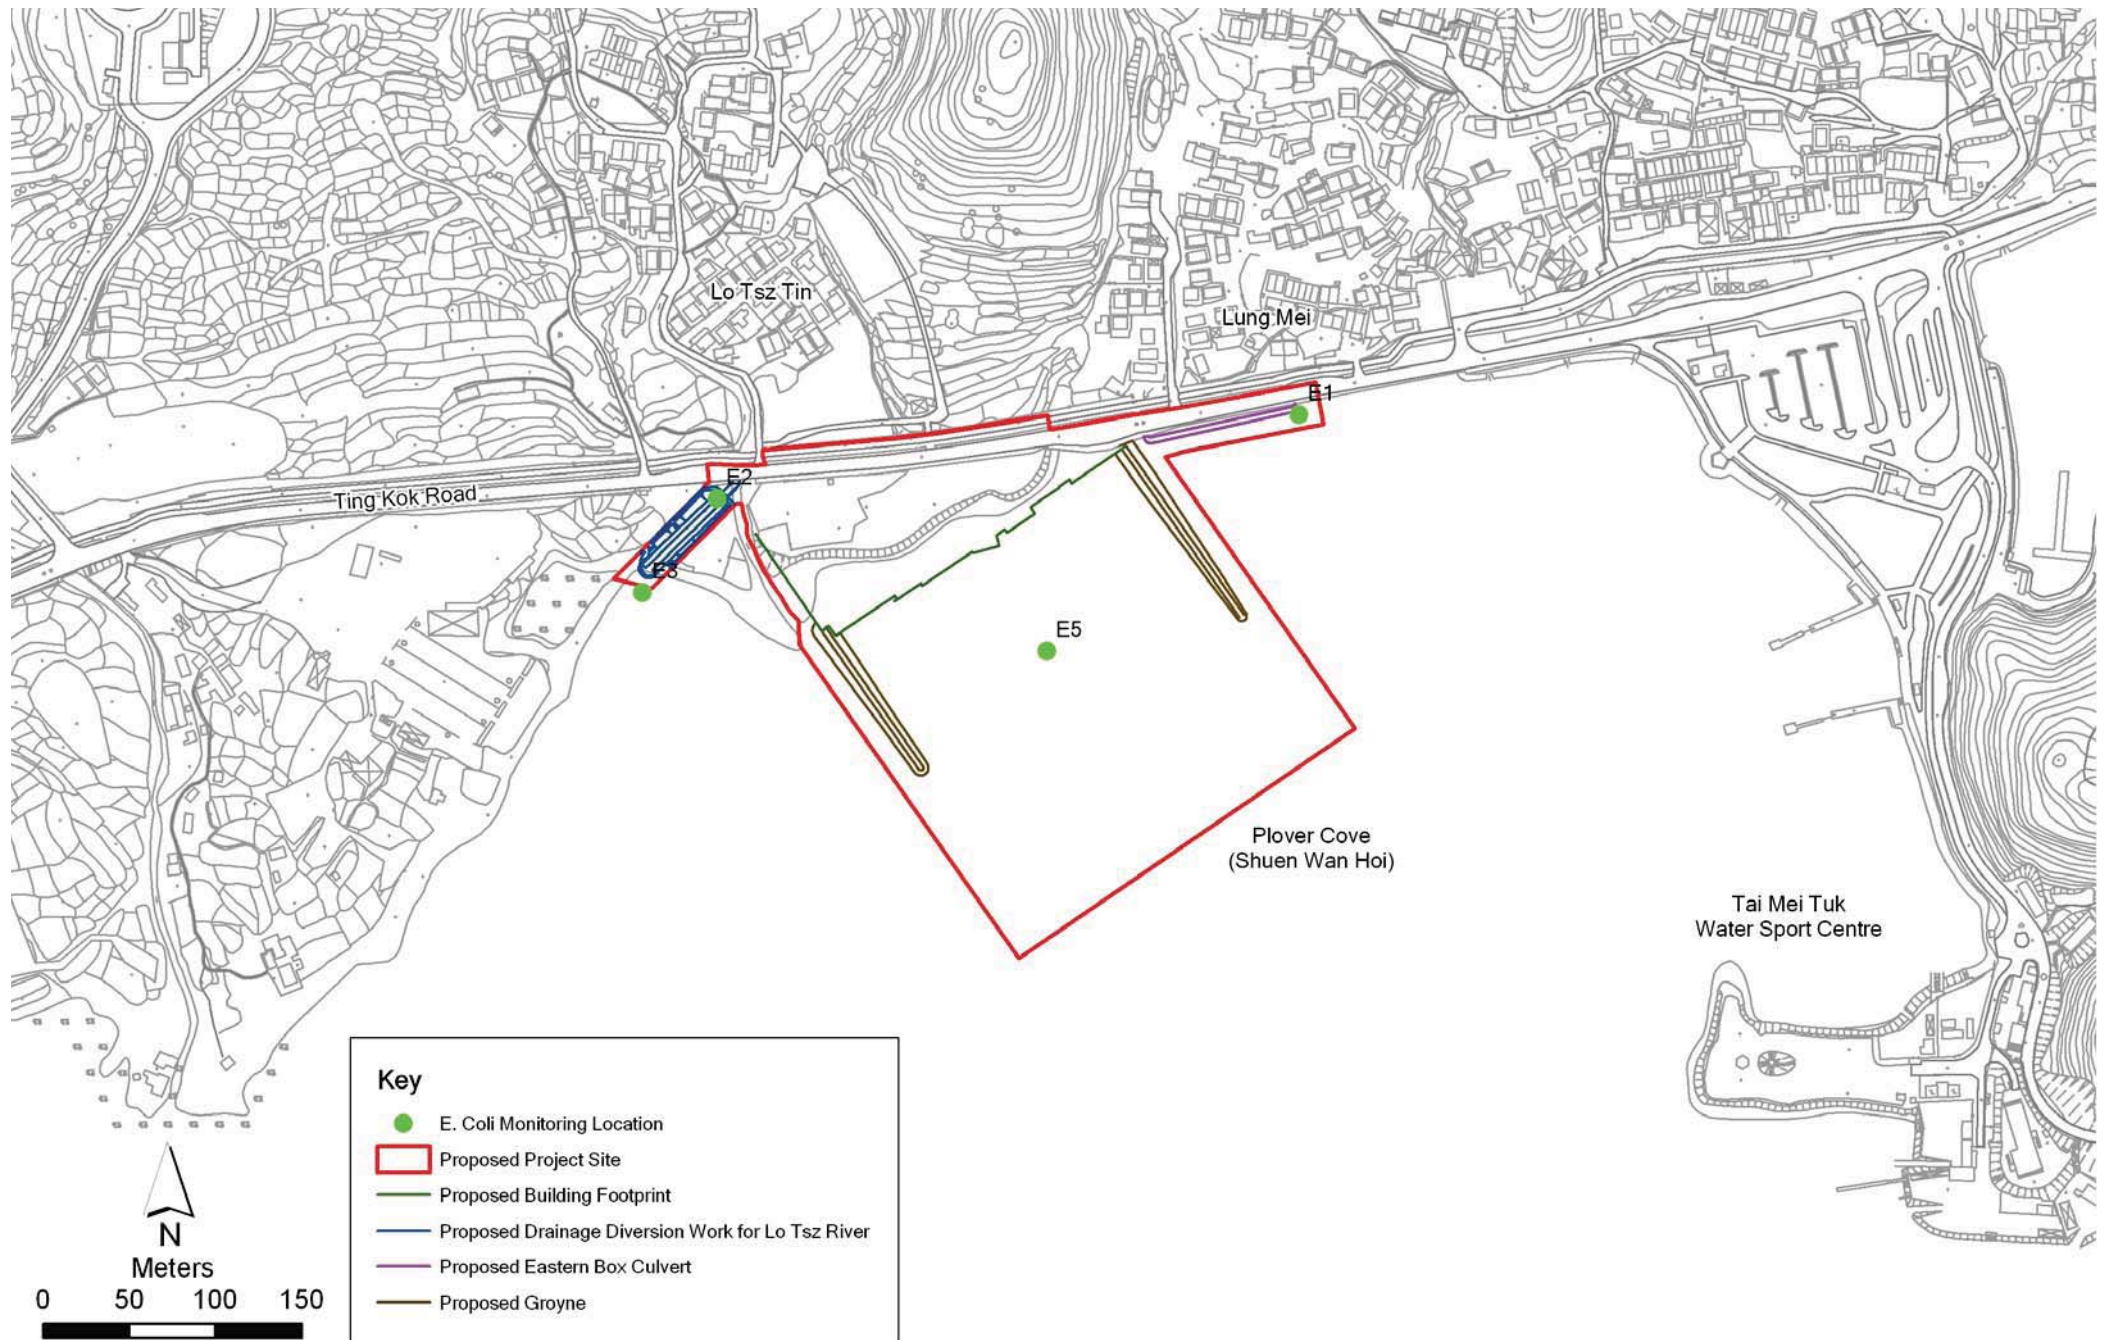 Lo Tsz Tin
Lung Mei
E1
E2
Ting Kok Road
E3
E5
Plover Cove
(Shuen Wan Hoi)
Tai Mei Tuk
Water Sport Centre
Key
E. Coli Monitoring Location
Proposed Project Site
Proposed Building Footprint
Proposed Drainage Diversion Work for Lo Tsz River
Proposed Eastern Box Culvert
Proposed Groyne
N
Meters
0 50 100 150